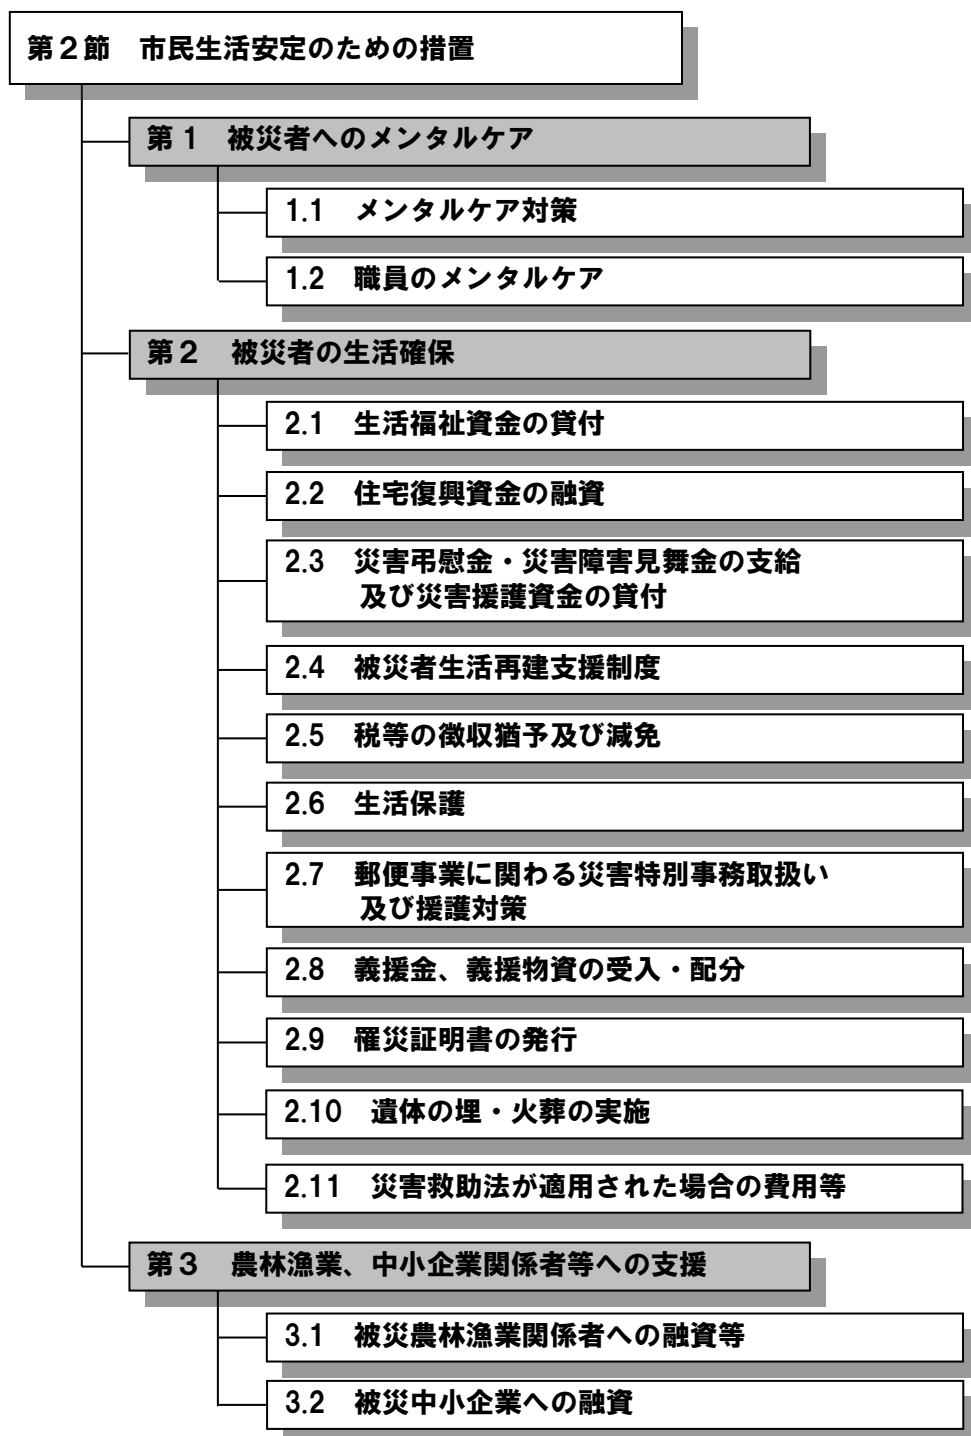 第２節　市民生活安定のための措置
第１　被災者へのメンタルケア
1.1　メンタルケア対策
1.2　職員のメンタルケア
第２　被災者の生活確保
2.1　生活福祉資金の貸付
2.2　住宅復興資金の融資
2.3　災害弔慰金・災害障害見舞金の支給
及び災害援護資金の貸付
2.4　被災者生活再建支援制度
2.5　税等の徴収猶予及び減免
2.6　生活保護
2.7　郵便事業に関わる災害特別事務取扱い
及び援護対策
2.8　義援金、義援物資の受入・配分
2.9　罹災証明書の発行
2.10　遺体の埋・火葬の実施
2.11　災害救助法が適用された場合の費用等
第３　農林漁業、中小企業関係者等への支援
3.1　被災農林漁業関係者への融資等
3.2　被災中小企業への融資